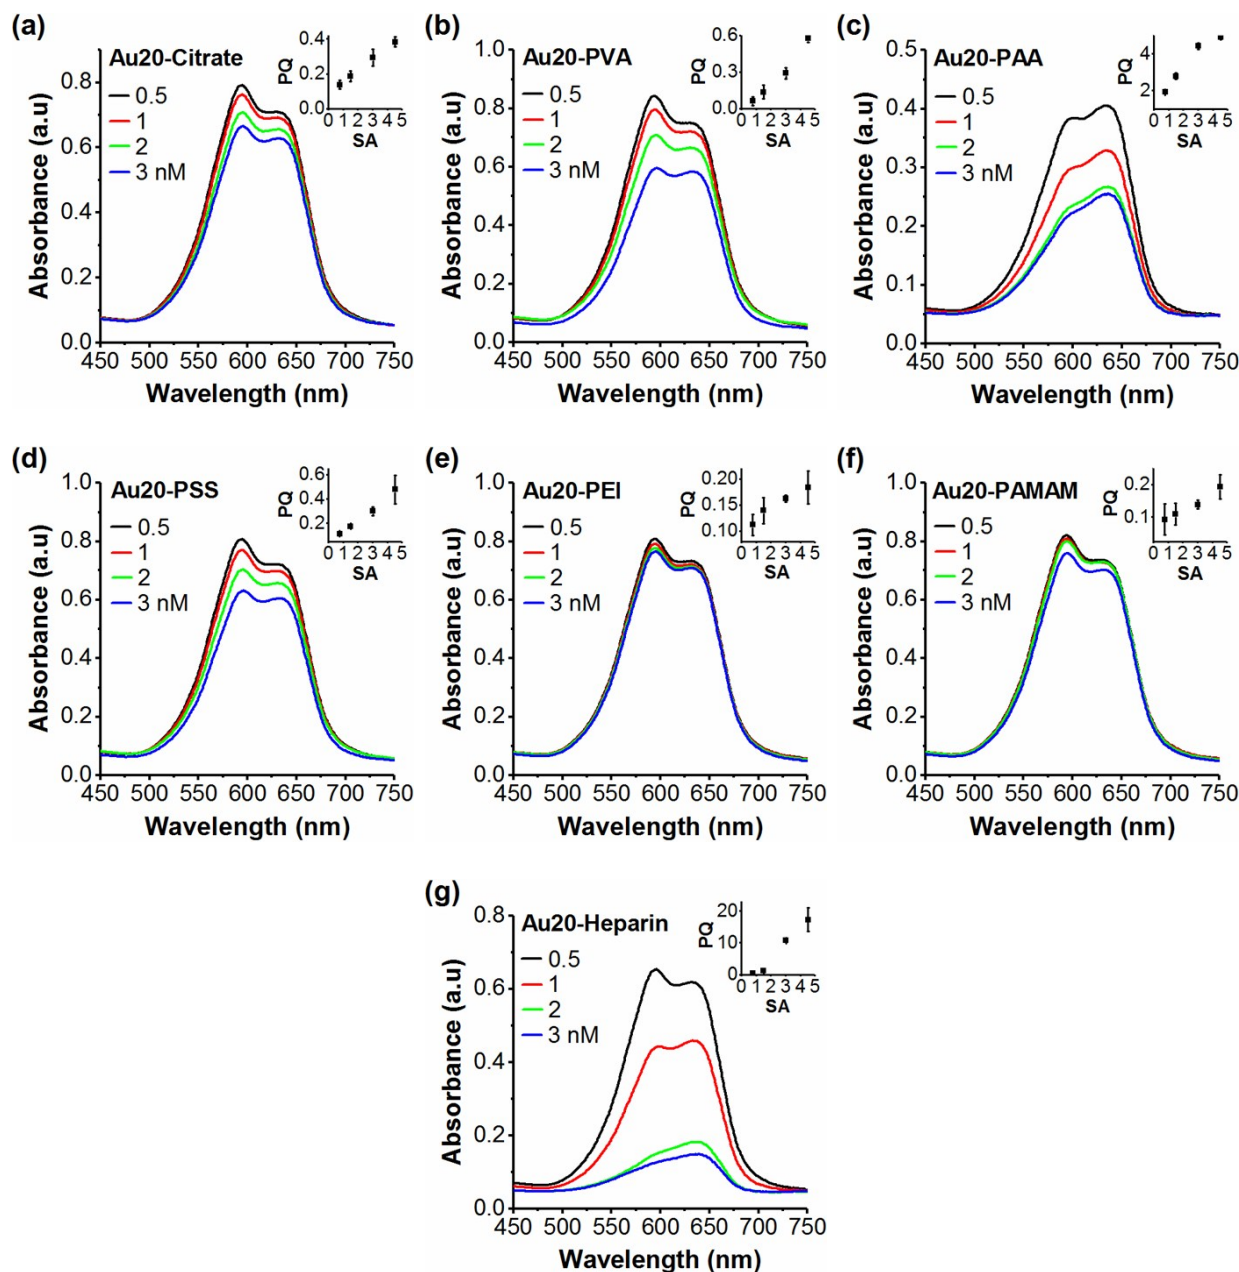 (a)
Au20-Citrate
0.5
1
2
3 nM
Absorbance (a.u)
0.8
0.6
0.4
0.2
0.0
450 500 550 600 650 700 750
Wavelength (nm)
PQ
0.4
0.2
0.0
0 1 2 3 4 5
SA
(b)
Au20-PVA
0.5
1
2
3 nM
Absorbance (a.u)
1.0
0.8
0.6
0.4
0.2
0.0
450 500 550 600 650 700 750
Wavelength (nm)
PQ
0.6
0.3
0.0
0 1 2 3 4 5
SA
(c)
Au20-PAA
0.5
1
2
3 nM
Absorbance (a.u)
0.5
0.4
0.3
0.2
0.1
0.0
450 500 550 600 650 700 750
Wavelength (nm)
PQ
4
2
0 1 2 3 4 5
SA
(d)
Au20-PSS
0.5
1
2
3 nM
Absorbance (a.u)
1.0
0.8
0.6
0.4
0.2
0.0
450 500 550 600 650 700 750
Wavelength (nm)
PQ
0.6
0.4
0.2
0 1 2 3 4 5
SA
(e)
Au20-PEI
0.5
1
2
3 nM
Absorbance (a.u)
1.0
0.8
0.6
0.4
0.2
0.0
450 500 550 600 650 700 750
Wavelength (nm)
PQ
0.20
0.15
0.10
0 1 2 3 4 5
SA
(f)
Au20-PAMAM
0.5
1
2
3 nM
Absorbance (a.u)
1.0
0.8
0.6
0.4
0.2
0.0
450 500 550 600 650 700 750
Wavelength (nm)
PQ
0.2
0.1
0 1 2 3 4 5
SA
(g)
Au20-Heparin
0.5
1
2
3 nM
Absorbance (a.u)
0.8
0.6
0.4
0.2
0.0
450 500 550 600 650 700 750
Wavelength (nm)
PQ
20
10
0
0 1 2 3 4 5
SA